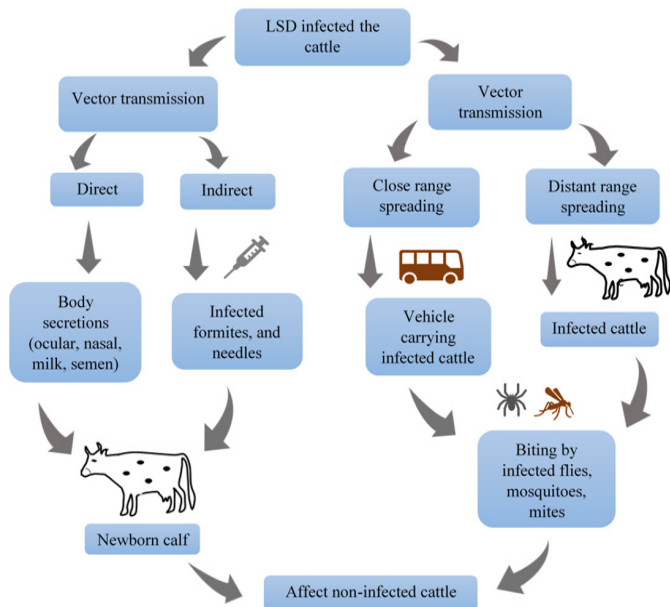 LSD infected the
cattle
Vector transmission
Vector
transmission
Direct
Indirect
Close range
spreading
Distant range
spreading
Body
secretions
(ocular, nasal,
milk, semen)
Infected
formites, and
needles
Vehicle
carrying
infected cattle
Infected cattle
Biting by
infected flies,
mosquitoes,
mites
Newborn calf
Affect non-infected cattle